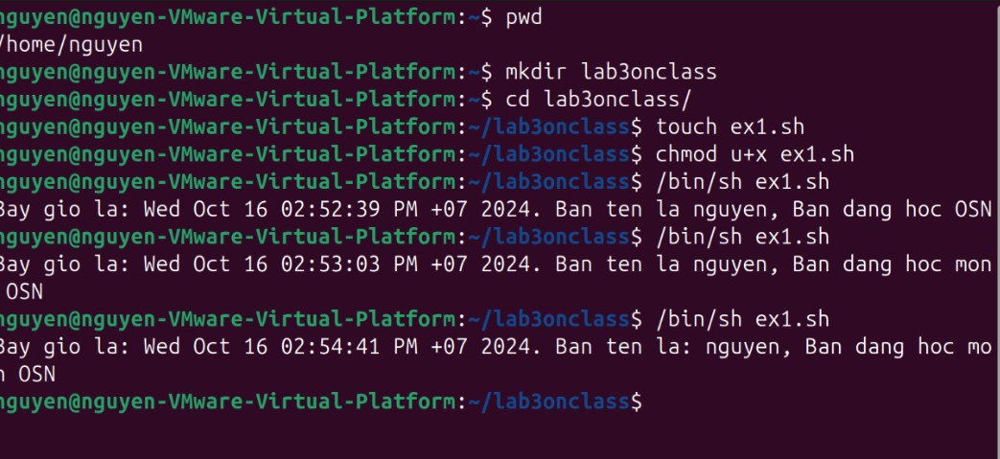 nguyen@nguyen-VMware-Virtual-Platform:~$ pwd
/home/nguyen
nguyen@nguyen-VMware-Virtual-Platform:~$ mkdir lab3onclass
nguyen@nguyen-VMware-Virtual-Platform:~$ cd lab3onclass/
nguyen@nguyen-VMware-Virtual-Platform:~/lab3onclass$ touch ex1.sh
nguyen@nguyen-VMware-Virtual-Platform:~/lab3onclass$ chmod u+x ex1.sh
nguyen@nguyen-VMware-Virtual-Platform:~/lab3onclass$ /bin/sh ex1.sh
Bay gio la: Wed Oct 16 02:52:39 PM +07 2024. Ban ten la nguyen, Ban dang hoc OSN
nguyen@nguyen-VMware-Virtual-Platform:~/lab3onclass$ /bin/sh ex1.sh
Bay gio la: Wed Oct 16 02:53:03 PM +07 2024. Ban ten la nguyen, Ban dang hoc mon
 OSN
nguyen@nguyen-VMware-Virtual-Platform:~/lab3onclass$ /bin/sh ex1.sh
Bay gio la: Wed Oct 16 02:54:41 PM +07 2024. Ban ten la: nguyen, Ban dang hoc mo
n OSN
nguyen@nguyen-VMware-Virtual-Platform:~/lab3onclass$